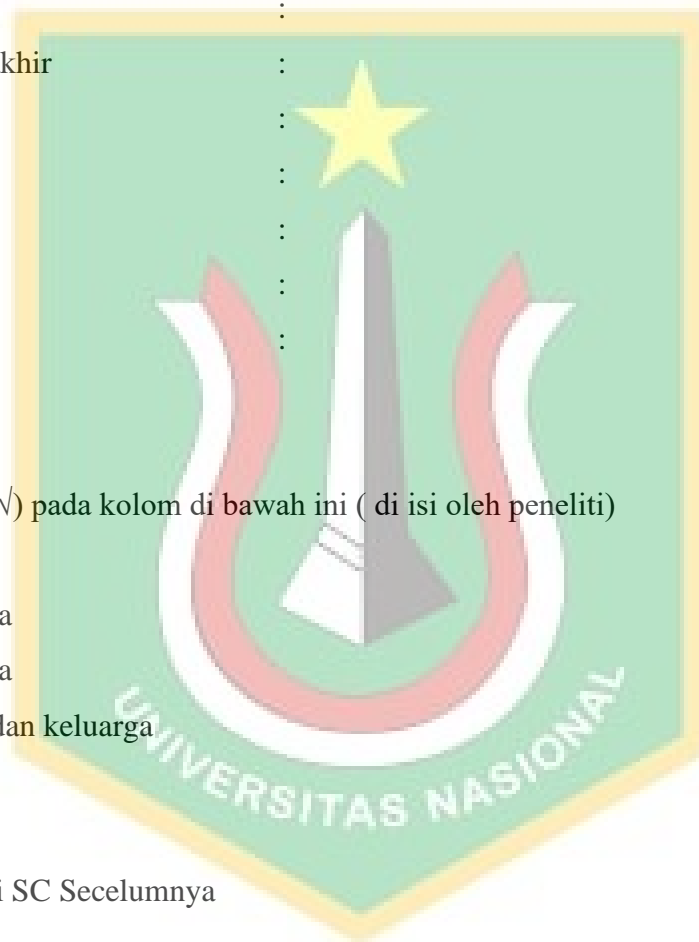 :
khir :
:
:
:
:
:
√) pada kolom di bawah ini ( di isi oleh peneliti)
a
a
dan keluarga
UNIVERSITAS NASIONAL
i SC Secelumnya